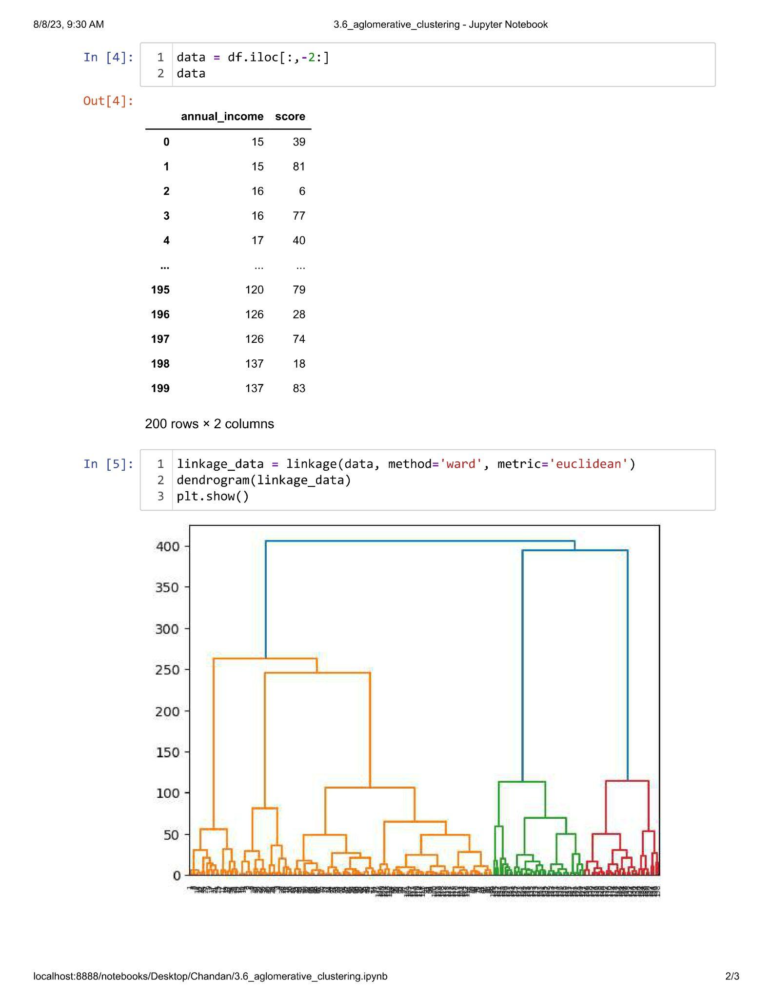 8/8/23, 9:30 AM 3.6_aglomerative_clustering - Jupyter Notebook
In [4]: 1 data = df.iloc[:,-2:]
2 data
Out[4]:
annual_income score
0 15 39
1 15 81
2 16 6
3 16 77
4 17 40
... ... ...
195 120 79
196 126 28
197 126 74
198 137 18
199 137 83
200 rows × 2 columns
In [5]: 1 linkage_data = linkage(data, method='ward', metric='euclidean')
2 dendrogram(linkage_data)
3 plt.show()
400
350
300
250
200
150
100
50
0
localhost:8888/notebooks/Desktop/Chandan/3.6_aglomerative_clustering.ipynb 2/3